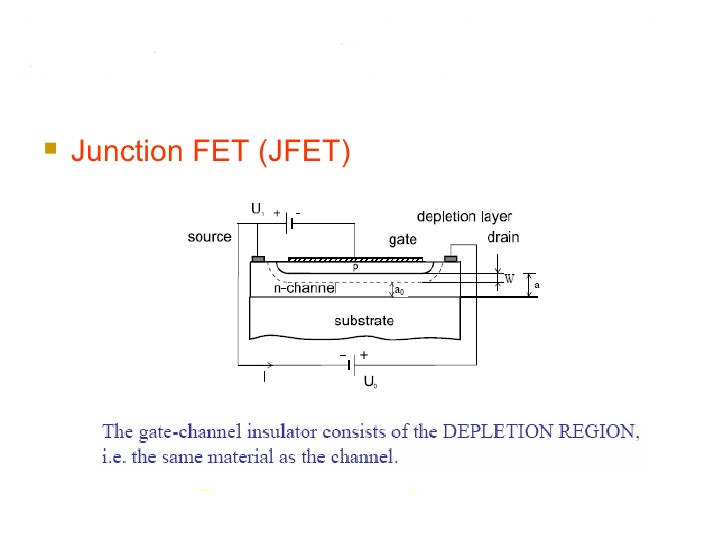 Junction FET (JFET)
U₁ + -
depletion layer
source
gate
drain
p
W
n-channel
a₀
a
substrate
- +
I
U₀
The gate-channel insulator consists of the DEPLETION REGION,
i.e. the same material as the channel.